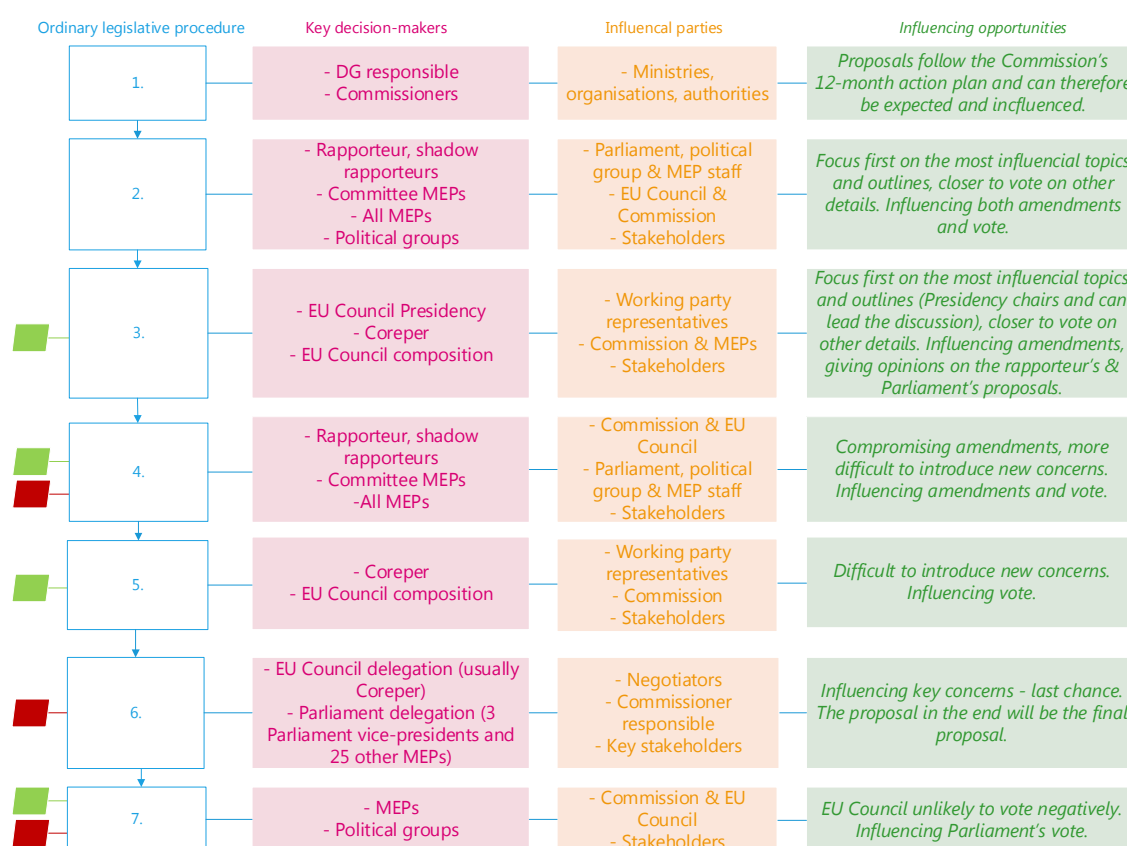 Ordinary legislative procedure
Key decision-makers
Influencal parties
Influencing opportunities
1.
- DG responsible
- Commissioners
- Ministries,
organisations, authorities
Proposals follow the Commission's
12-month action plan and can therefore
be expected and incfluenced.
2.
- Rapporteur, shadow
rapporteurs
- Committee MEPs
- All MEPs
- Political groups
- Parliament, political
group & MEP staff
- EU Council &
Commission
- Stakeholders
Focus first on the most influencial topics
and outlines, closer to vote on other
details. Influencing both amendments
and vote.
3.
- EU Council Presidency
- Coreper
- EU Council composition
- Working party
representatives
- Commission & MEPs
- Stakeholders
Focus first on the most influencial topics
and outlines (Presidency chairs and can
lead the discussion), closer to vote on
other details. Influencing amendments,
giving opinions on the rapporteur's &
Parliament's proposals.
4.
- Rapporteur, shadow
rapporteurs
- Committee MEPs
-All MEPs
- Commission & EU
Council
- Parliament, political
group & MEP staff
- Stakeholders
Compromising amendments, more
difficult to introduce new concerns.
Influencing amendments and vote.
5.
- Coreper
- EU Council composition
- Working party
representatives
- Commission
- Stakeholders
Difficult to introduce new concerns.
Influencing vote.
6.
- EU Council delegation (usually
Coreper)
- Parliament delegation (3
Parliament vice-presidents and
25 other MEPs)
- Negotiators
- Commissioner
responsible
- Key stakeholders
Influencing key concerns - last chance.
The proposal in the end will be the final
proposal.
7.
- MEPs
- Political groups
- Commission & EU
Council
- Stakeholders
EU Council unlikely to vote negatively.
Influencing Parliament's vote.